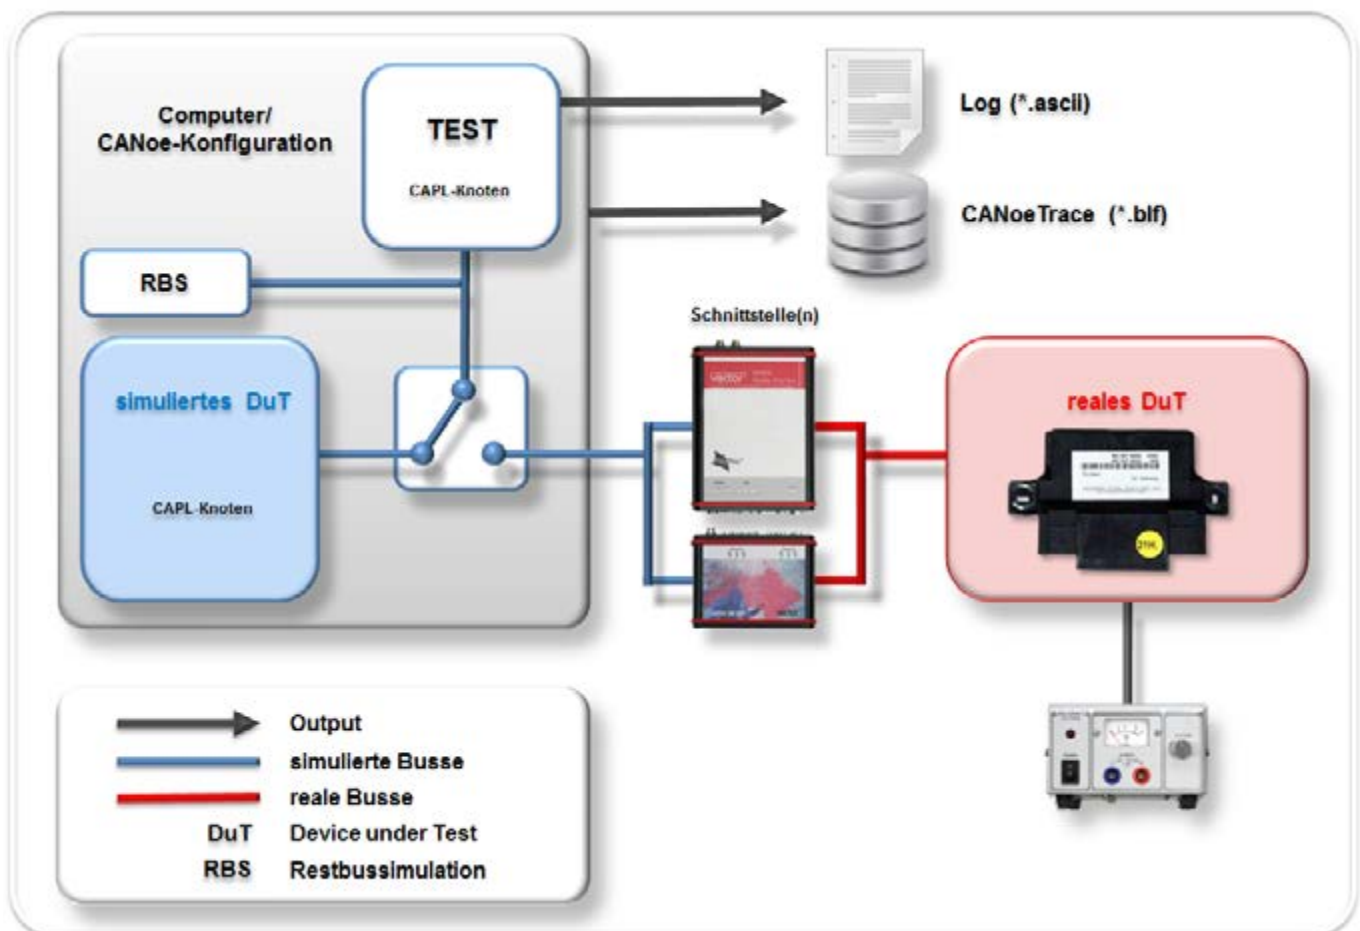 Computer/
CANoe-Konfiguration
TEST
CAPL-Knoten
Log (*.ascii)
CANoeTrace (*.blf)
RBS
simuliertes DuT
CAPL-Knoten
Schnittstelle(n)
vector
reales DuT
Output
simulierte Busse
reale Busse
DuT Device under Test
RBS Restbussimulation